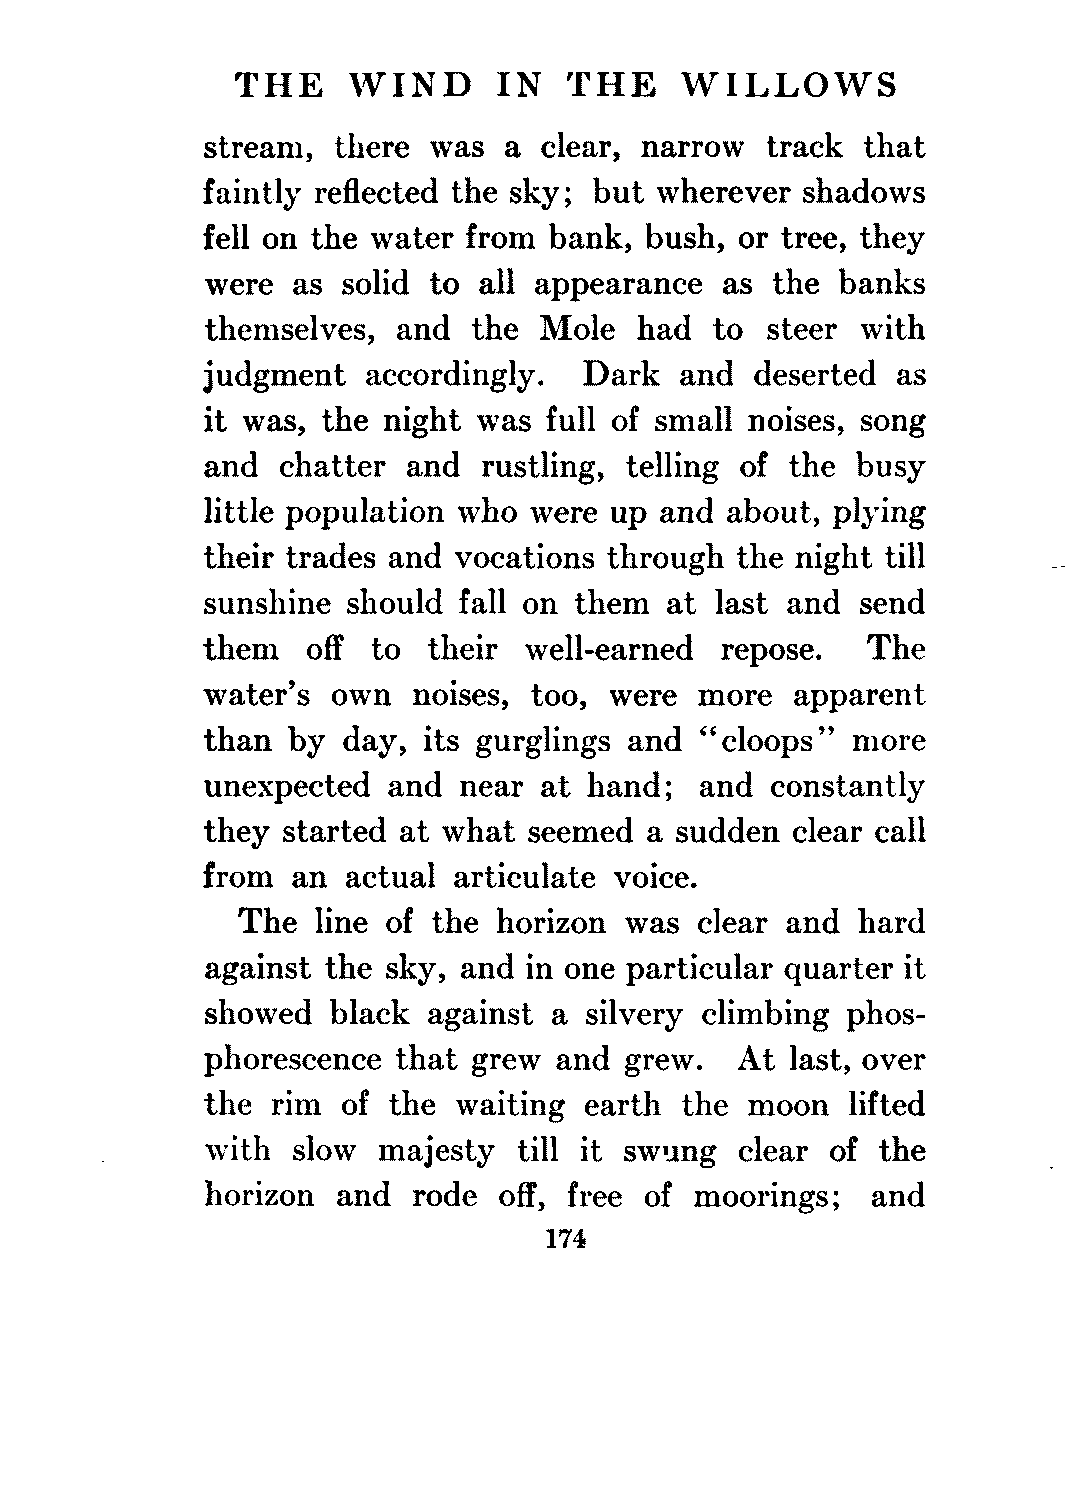 THE WIND IN THE WILLOWS
stream, there was a clear, narrow track that
faintly reflected the sky; but wherever shadows
fell on the water from bank, bush, or tree, they
were as solid to all appearance as the banks
themselves, and the Mole had to steer with
judgment accordingly. Dark and deserted as
it was, the night was full of small noises, song
and chatter and rustling, telling of the busy
little population who were up and about, plying
their trades and vocations through the night till
sunshine should fall on them at last and send
them off to their well-earned repose. The
water's own noises, too, were more apparent
than by day, its gurglings and "cloops" more
unexpected and near at hand; and constantly
they started at what seemed a sudden clear call
from an actual articulate voice.
The line of the horizon was clear and hard
against the sky, and in one particular quarter it
showed black against a silvery climbing phos-
phorescence that grew and grew. At last, over
the rim of the waiting earth the moon lifted
with slow majesty till it swung clear of the
horizon and rode off, free of moorings; and
174